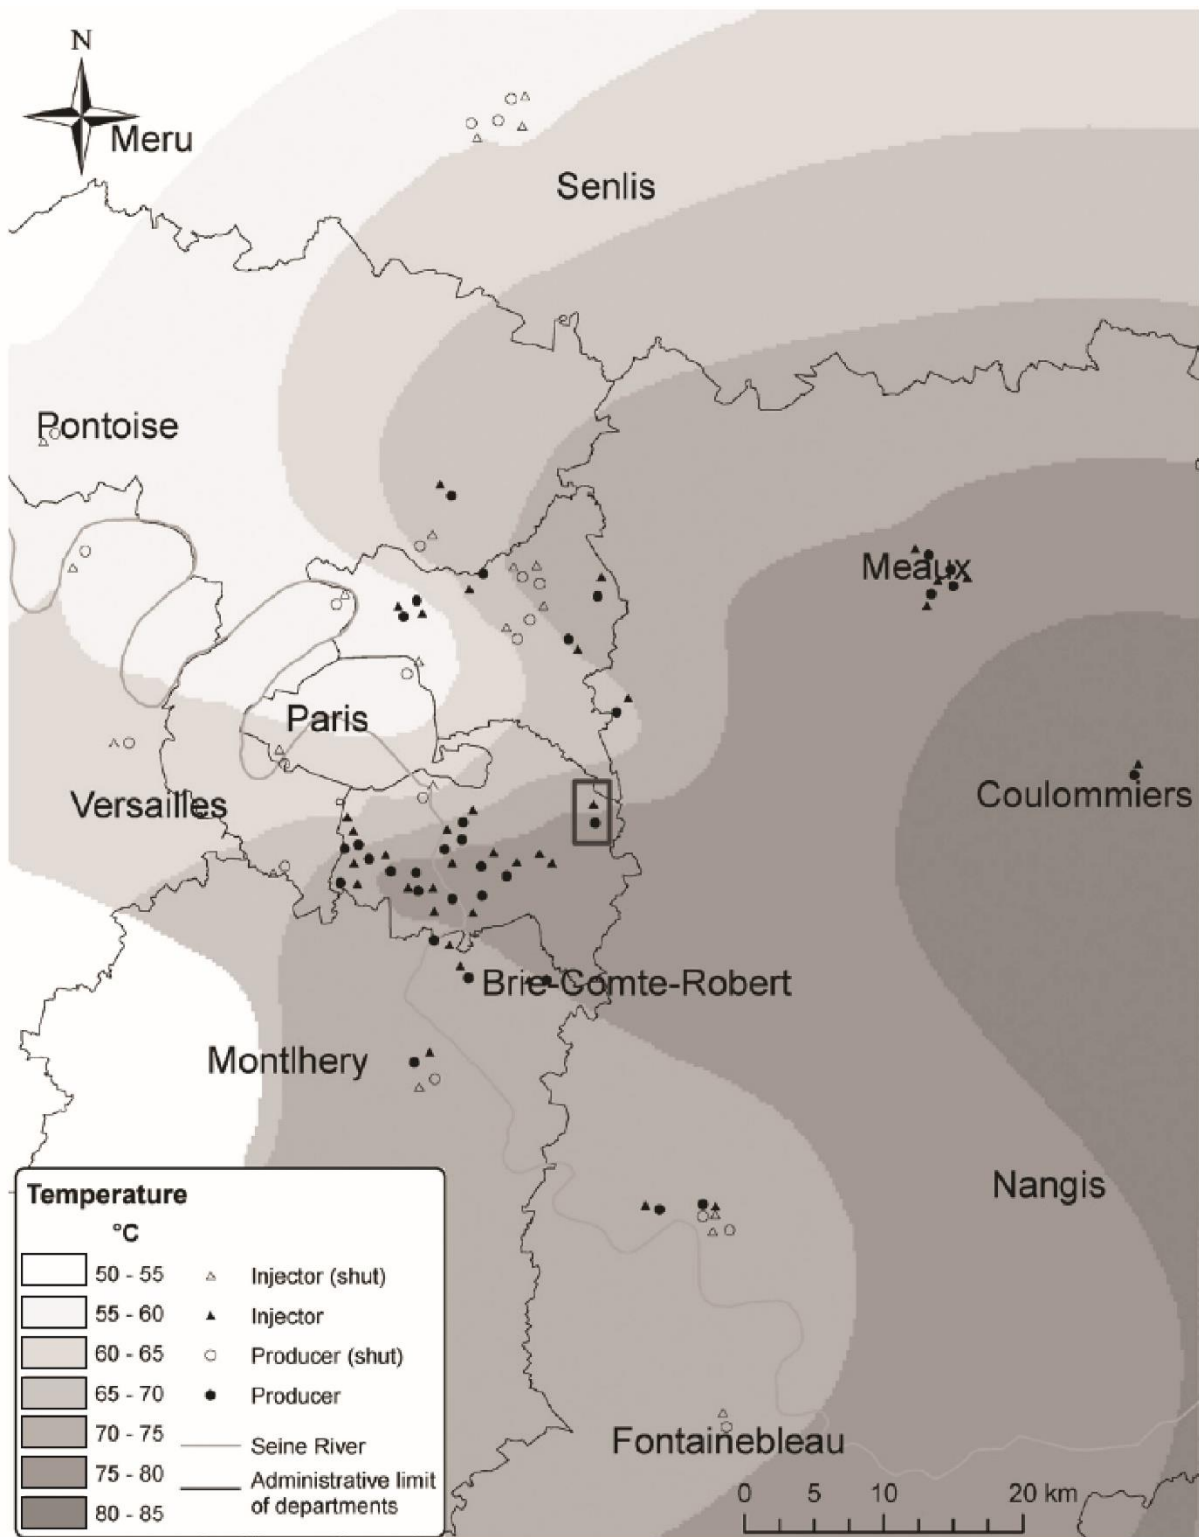 N
Meru
Senlis
Pontoise
Meaux
Paris
Coulommiers
Versailles
Brie-Comte-Robert
Montlhery
Nangis
Fontainebleau
Temperature
°C
50 - 55
55 - 60
60 - 65
65 - 70
70 - 75
75 - 80
80 - 85
Injector (shut)
Injector
Producer (shut)
Producer
Seine River
Administrative limit
of departments
0 5 10 20 km